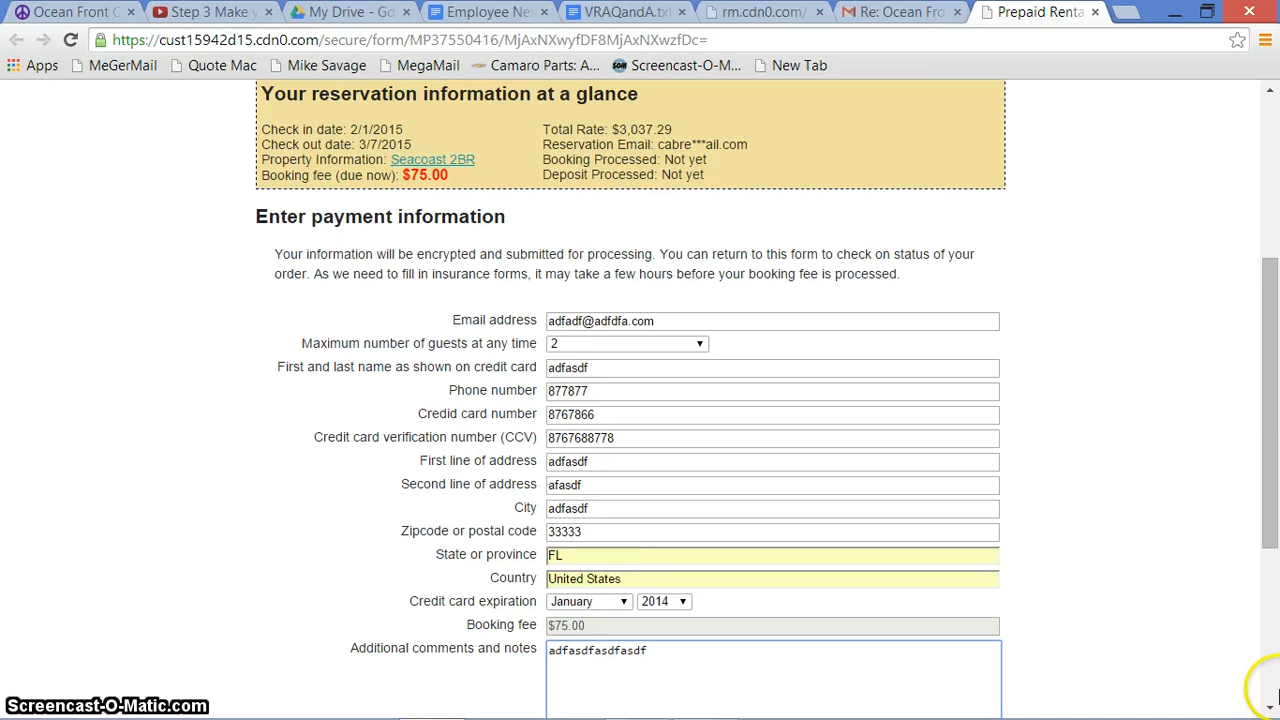 Ocean Front C
Step 3 Make y
My Drive - Go
Employee Ne
VRAQandA.tx
rm.cdn0.com/
Re: Ocean Fro
Prepaid Renta
https://cust15942d15.cdn0.com/secure/form/MP37550416/MjAxNXwyfDF8MjAxNXwzfDc=
Apps
MeGerMail
Quote Mac
Mike Savage
MegaMail
Camaro Parts: A...
Screencast-O-M...
New Tab
Your reservation information at a glance
Check in date: 2/1/2015
Total Rate: $3,037.29
Check out date: 3/7/2015
Reservation Email: cabre***ail.com
Property Information: Seacoast 2BR
Booking Processed: Not yet
Booking fee (due now): $75.00
Deposit Processed: Not yet
Enter payment information
Your information will be encrypted and submitted for processing. You can return to this form to check on status of your
order. As we need to fill in insurance forms, it may take a few hours before your booking fee is processed.
Email address adfadf@adfdfa.com
Maximum number of guests at any time 2
First and last name as shown on credit card adfasdf
Phone number 877877
Credid card number 8767866
Credit card verification number (CCV) 8767688778
First line of address adfasdf
Second line of address afasdf
City adfasdf
Zipcode or postal code 33333
State or province FL
Country United States
Credit card expiration January 2014
Booking fee $75.00
Additional comments and notes adfasdfasdfasdf
Screencast-O-Matic.com